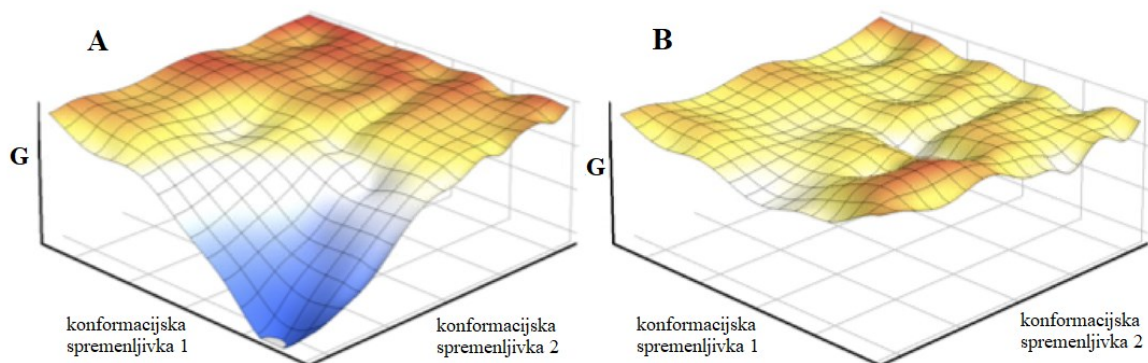 A
B
G
G
konformacijska
spremenljivka 1
konformacijska
spremenljivka 2
konformacijska
spremenljivka 1
konformacijska
spremenljivka 2